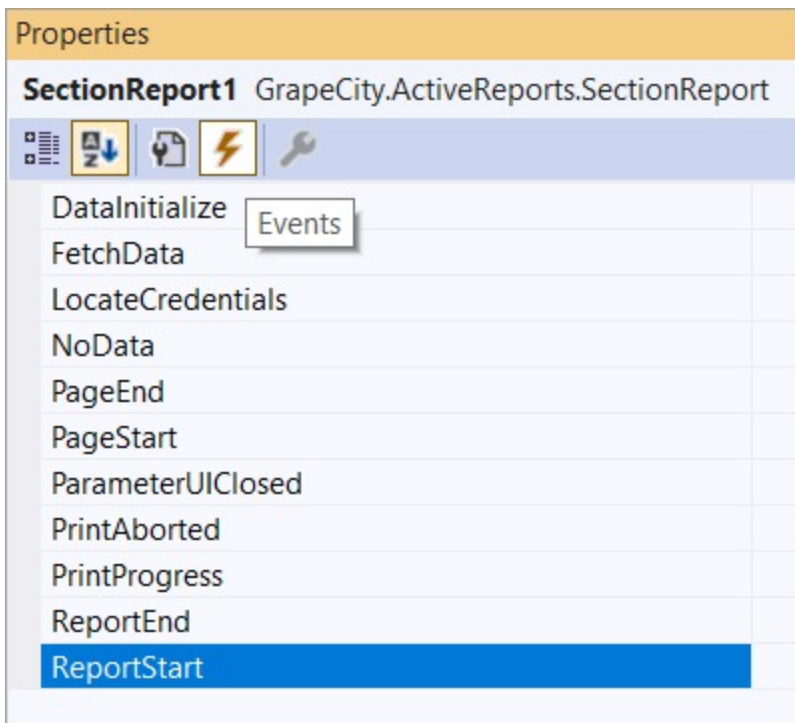 Properties
SectionReport1 GrapeCity.ActiveReports.SectionReport
DataInitialize
Events
FetchData
LocateCredentials
NoData
PageEnd
PageStart
ParameterUIClosed
PrintAborted
PrintProgress
ReportEnd
ReportStart